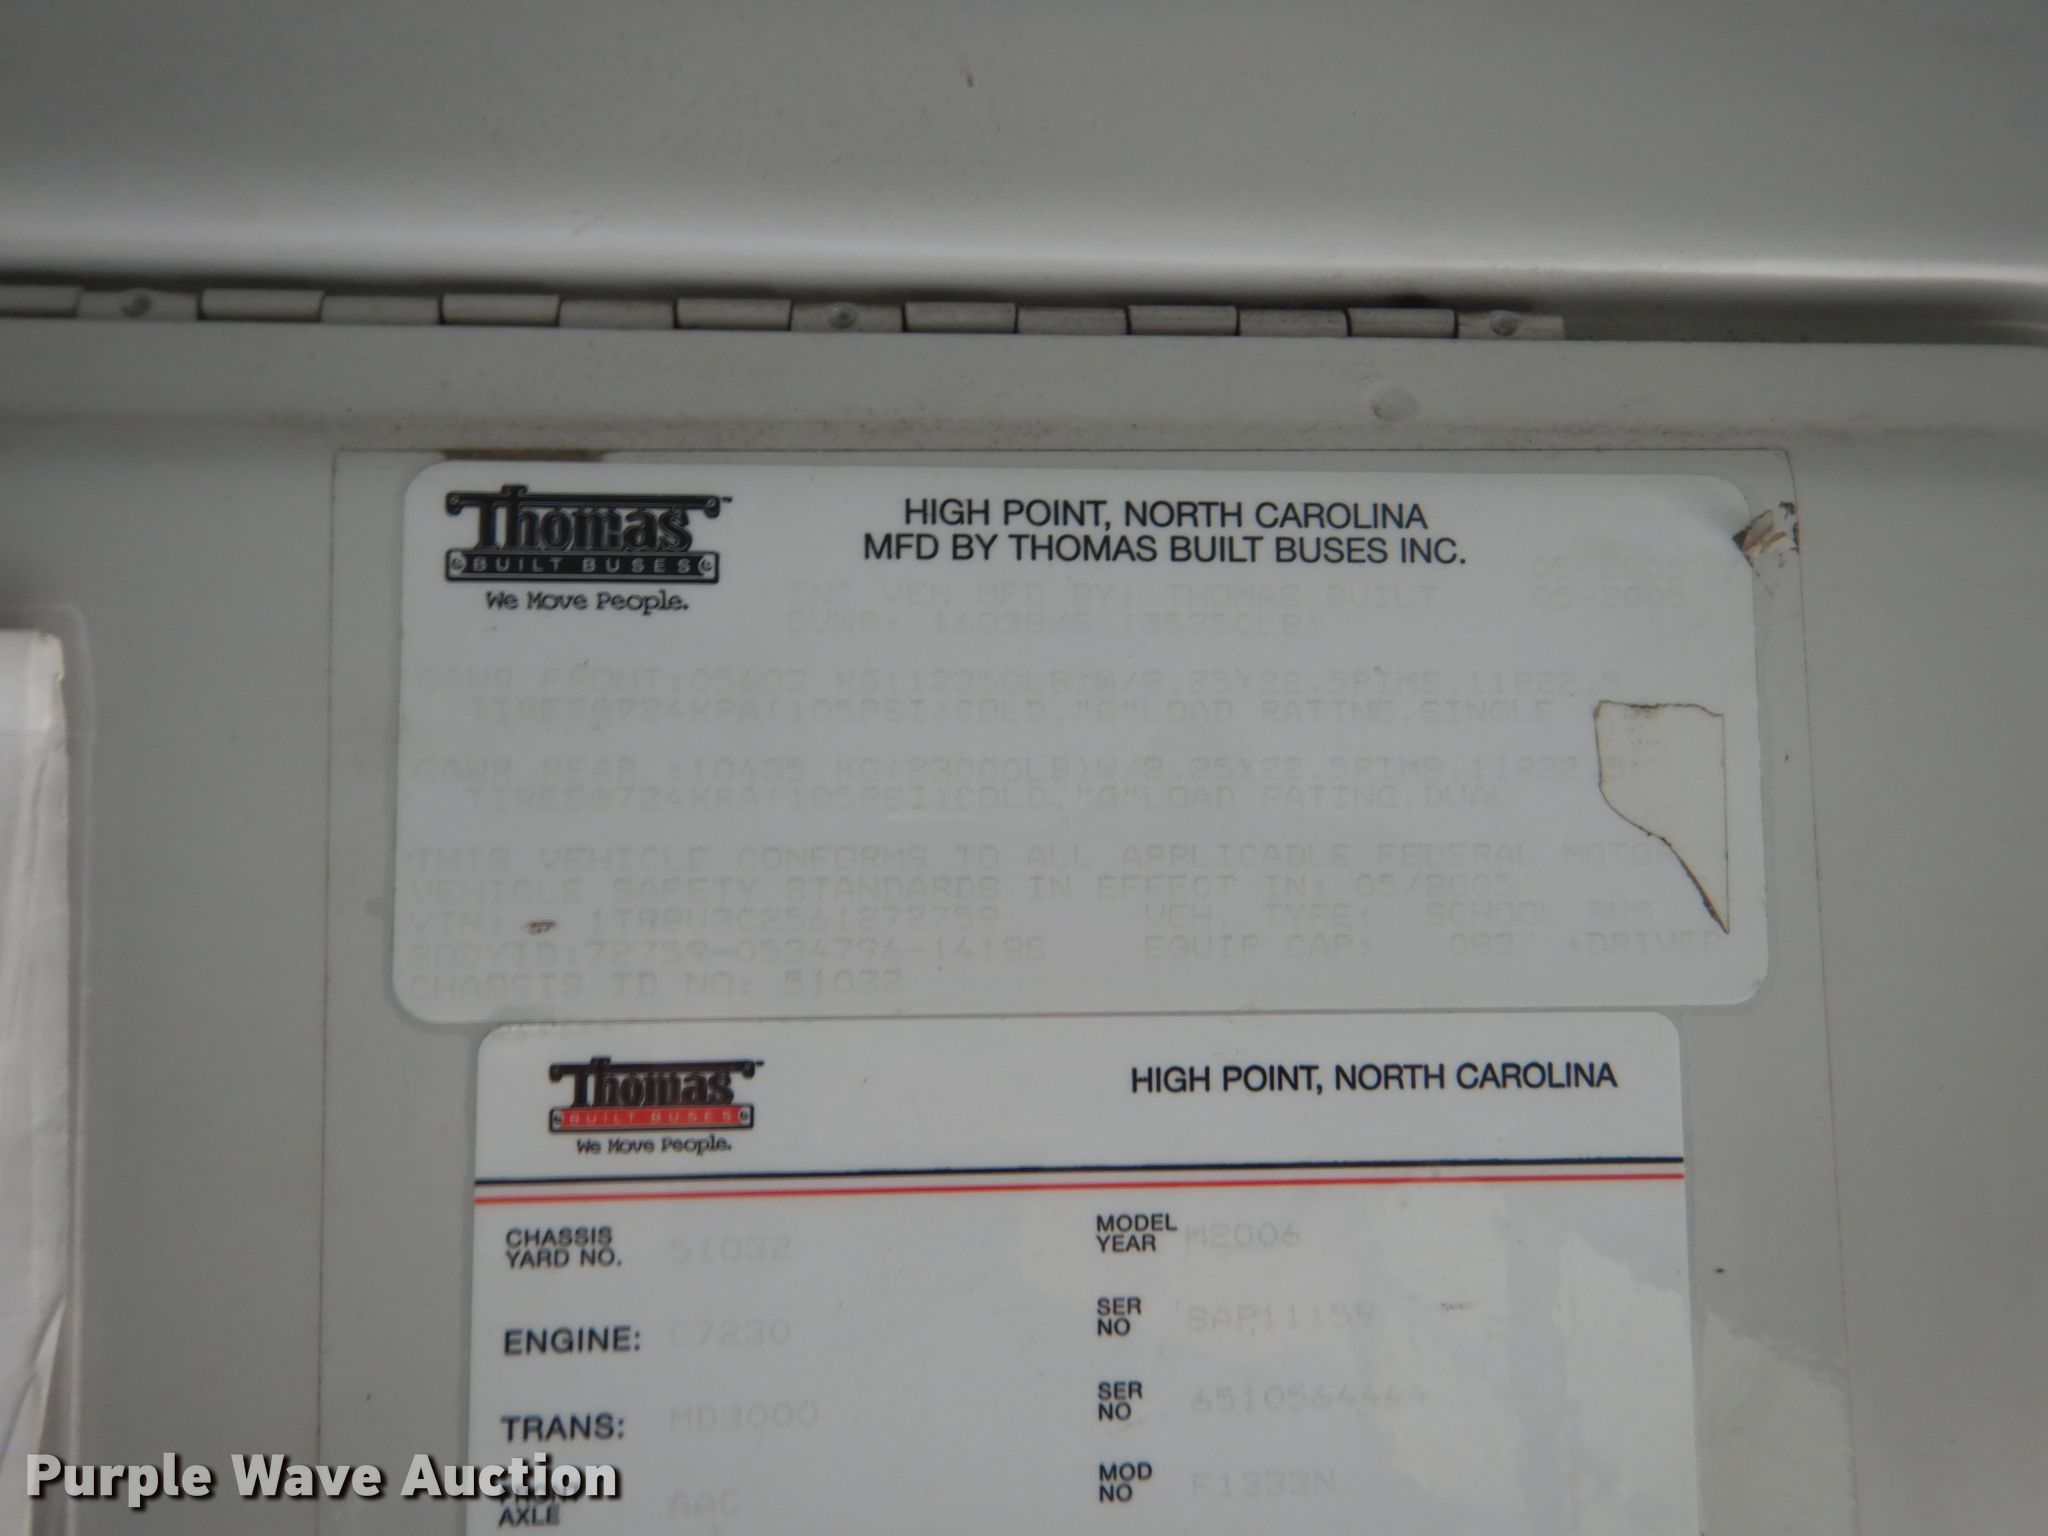 Thomas
BUILT BUSES
We Move People.
HIGH POINT, NORTH CAROLINA
MFD BY THOMAS BUILT BUSES INC.
INC VEH MFD BY: THOMAS BUILT 05-2005
GVWR: 16038KG (35350LB)
GAWR FRONT:05603 KG(12350LB)W/8.25X22.5RIMS,11R22.5
TIRES@724KPA(105PSI)COLD,"G"LOAD RATING,SINGLE
GAWR REAR :10435 KG(23000LB)W/8.25X22.5RIMS,11R22.5
TIRES@724KPA(105PSI)COLD,"G"LOAD RATING,DUAL
THIS VEHICLE CONFORMS TO ALL APPLICABLE FEDERAL MOTOR
VEHICLE SAFETY STANDARDS IN EFFECT IN: 05/2005
VIN: VEH. TYPE: SCHOOL BUS
BODYID: EQUIP CAP: 083 +DRIVER
CHASSIS ID NO: 51032
Thomas
BUILT BUSES
We Move People.
HIGH POINT, NORTH CAROLINA
CHASSIS
YARD NO. 51032
MODEL
YEAR M2006
ENGINE: C7230
SER
NO SAP11159
TRANS: MD3000
SER
NO 6510564444
FRONT
AXLE AAC
MOD
NO F1333N
Purple Wave Auction